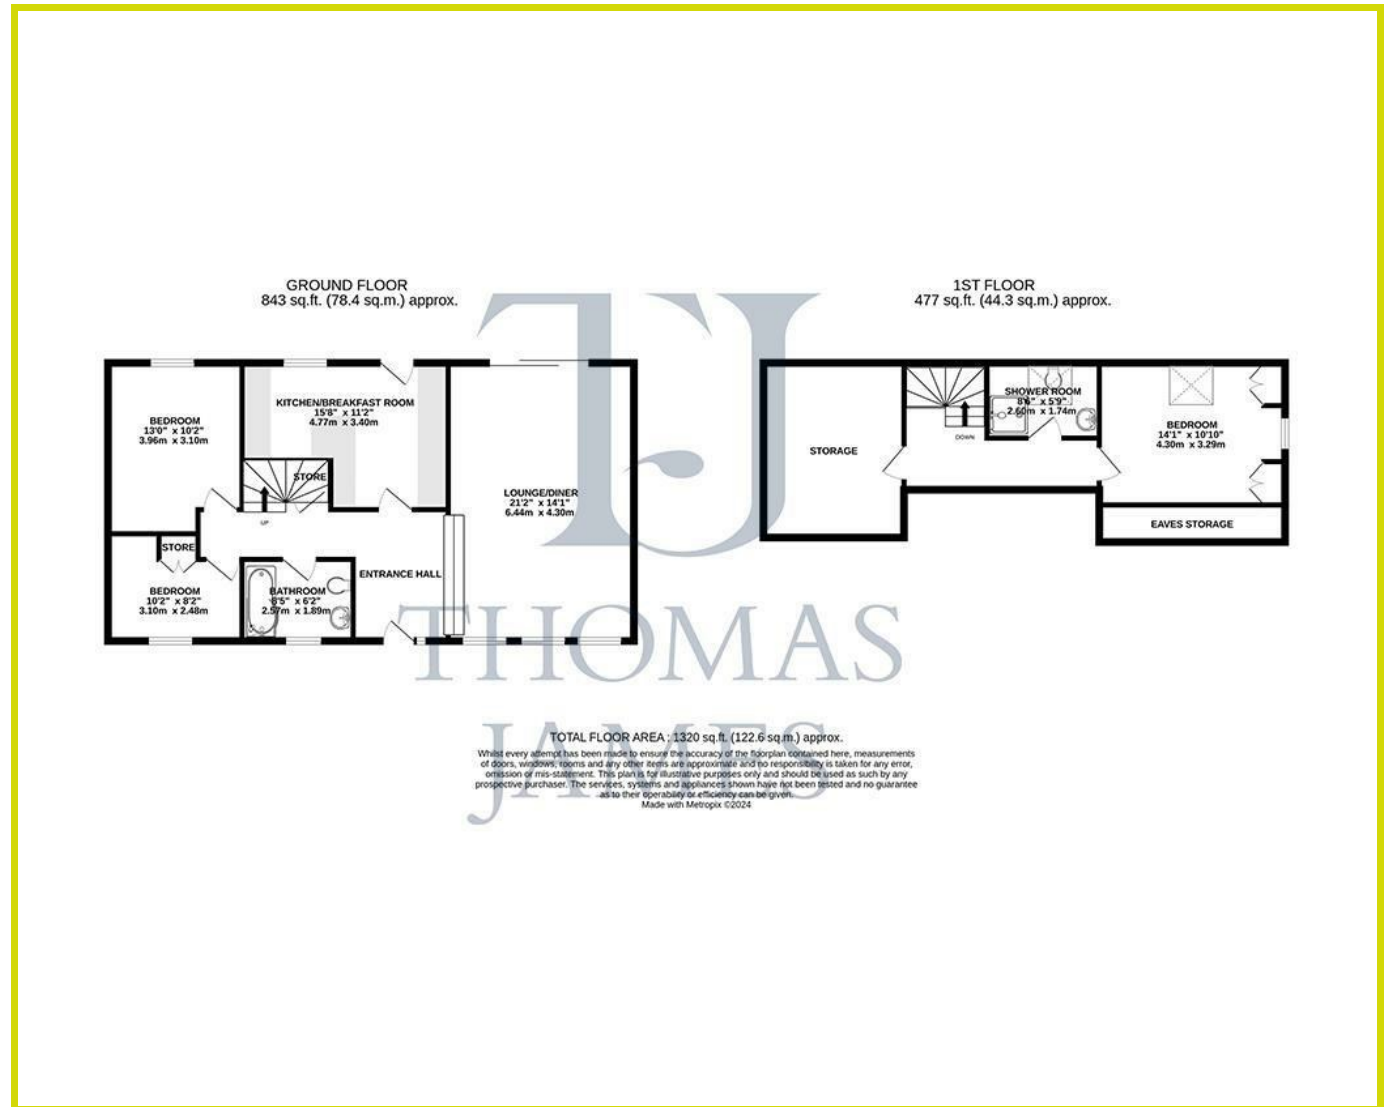 GROUND FLOOR
843 sq.ft. (78.4 sq.m.) approx.
1ST FLOOR
477 sq.ft. (44.3 sq.m.) approx.
TJ
BEDROOM
13'0" x 10'2"
3.96m x 3.10m
KITCHEN/BREAKFAST ROOM
15'8" x 11'2"
4.77m x 3.40m
STORE
UP
LOUNGE/DINER
21'2" x 14'1"
6.44m x 4.30m
STORE
BEDROOM
10'2" x 8'2"
3.10m x 2.48m
BATHROOM
8'5" x 6'2"
2.57m x 1.89m
ENTRANCE HALL
STORAGE
DOWN
SHOWER ROOM
x 5'9"
2.60m x 1.74m
BEDROOM
14'1" x 10'10"
4.30m x 3.29m
EAVES STORAGE
THOMAS
JAMES
TOTAL FLOOR AREA : 1320 sq.ft. (122.6 sq.m.) approx.
Whilst every attempt has been made to ensure the accuracy of the floorplan contained here, measurements
of doors, windows, rooms and any other items are approximate and no responsibility is taken for any error,
omission or mis-statement. This plan is for illustrative purposes only and should be used as such by any
prospective purchaser. The services, systems and appliances shown have not been tested and no guarantee
as to their operability or efficiency can be given.
Made with Metropix ©2024